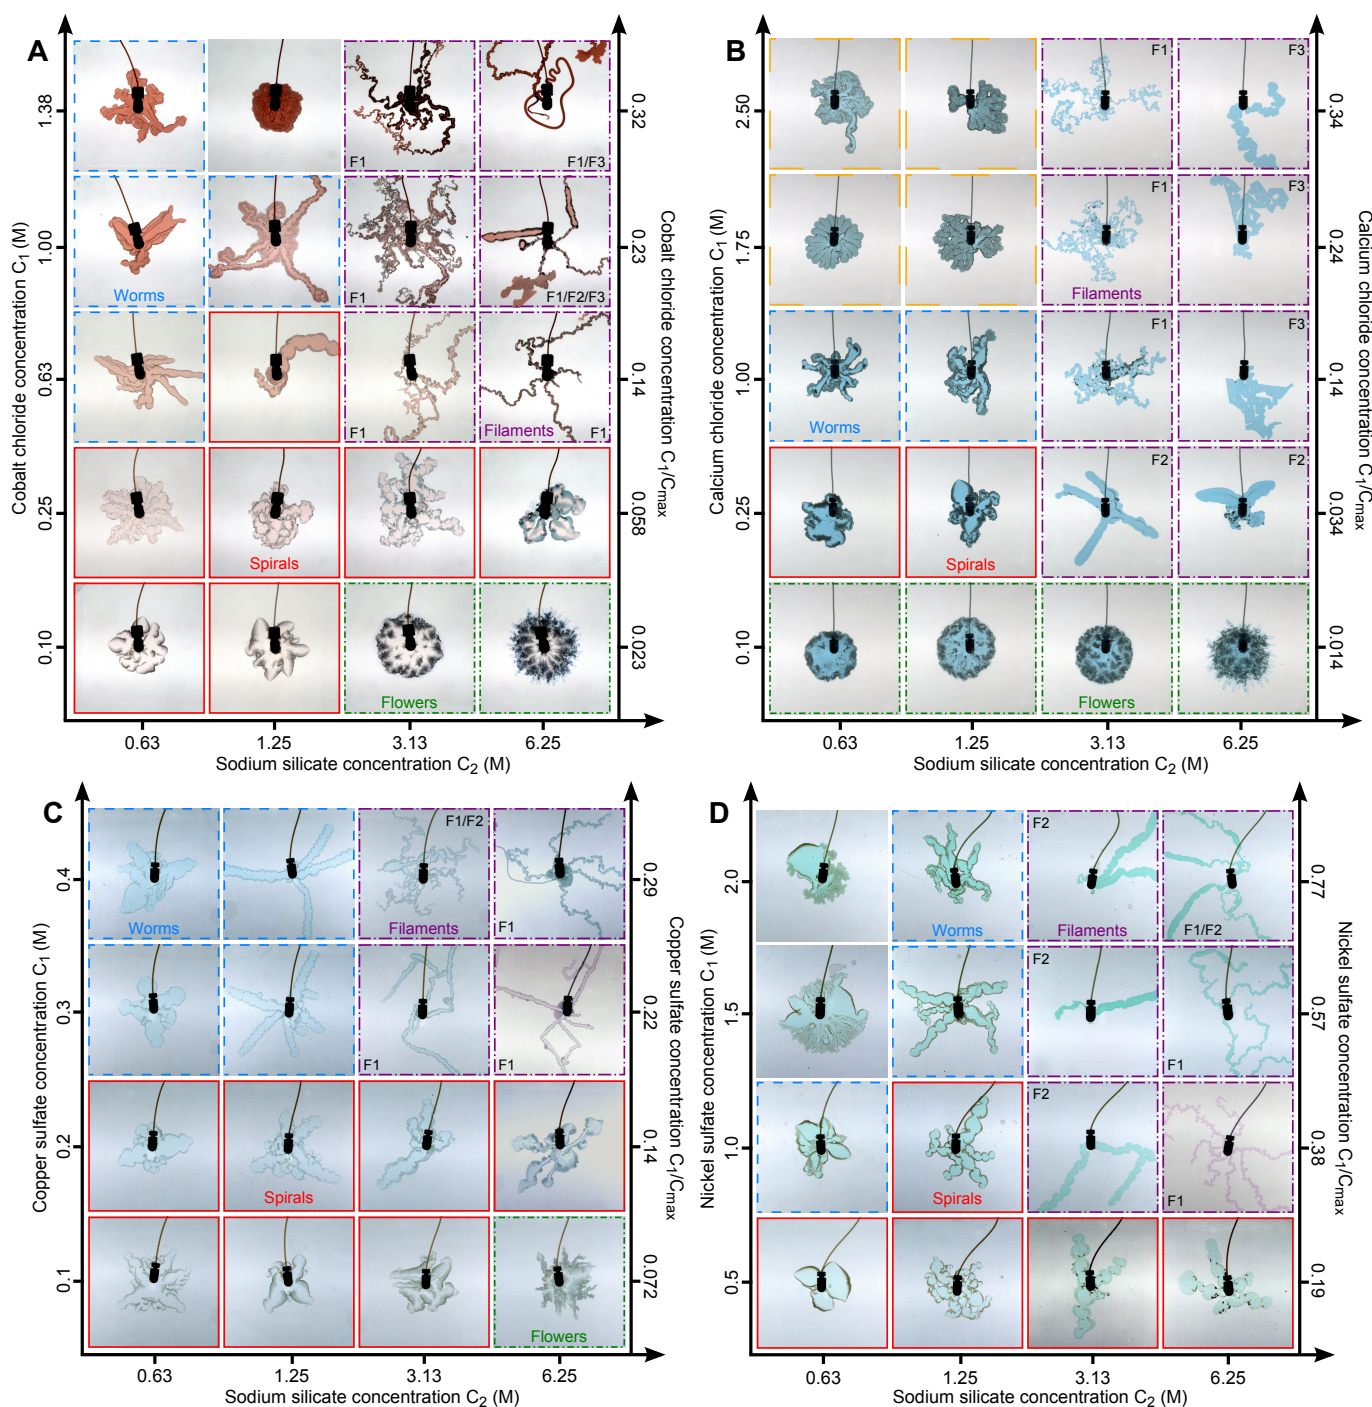 A
Cobalt chloride concentration C1 (M)
1.38
1.00
0.63
0.25
0.10
F1
F1/F3
Worms
F1
F1/F2/F3
F1
Filaments
F1
Spirals
Flowers
0.32
0.23
0.14
0.058
0.023
Cobalt chloride concentration C1/Cmax
0.63
1.25
3.13
6.25
Sodium silicate concentration C2 (M)
B
Calcium chloride concentration C1 (M)
2.50
1.75
1.00
0.25
0.10
F1
F3
F1
F3
Filaments
F1
F3
Worms
F2
F2
Spirals
Flowers
0.34
0.24
0.14
0.034
0.014
Calcium chloride concentration C1/Cmax
0.63
1.25
3.13
6.25
Sodium silicate concentration C2 (M)
C
Copper sulfate concentration C1 (M)
0.4
0.3
0.2
0.1
F1/F2
Worms
Filaments
F1
F1
F1
Spirals
Flowers
0.29
0.22
0.14
0.072
Copper sulfate concentration C1/Cmax
0.63
1.25
3.13
6.25
Sodium silicate concentration C2 (M)
D
Nickel sulfate concentration C1 (M)
2.0
1.5
1.0
0.5
F2
Worms
Filaments
F1/F2
F2
F1
F2
Spirals
F1
0.77
0.57
0.38
0.19
Nickel sulfate concentration C1/Cmax
0.63
1.25
3.13
6.25
Sodium silicate concentration C2 (M)